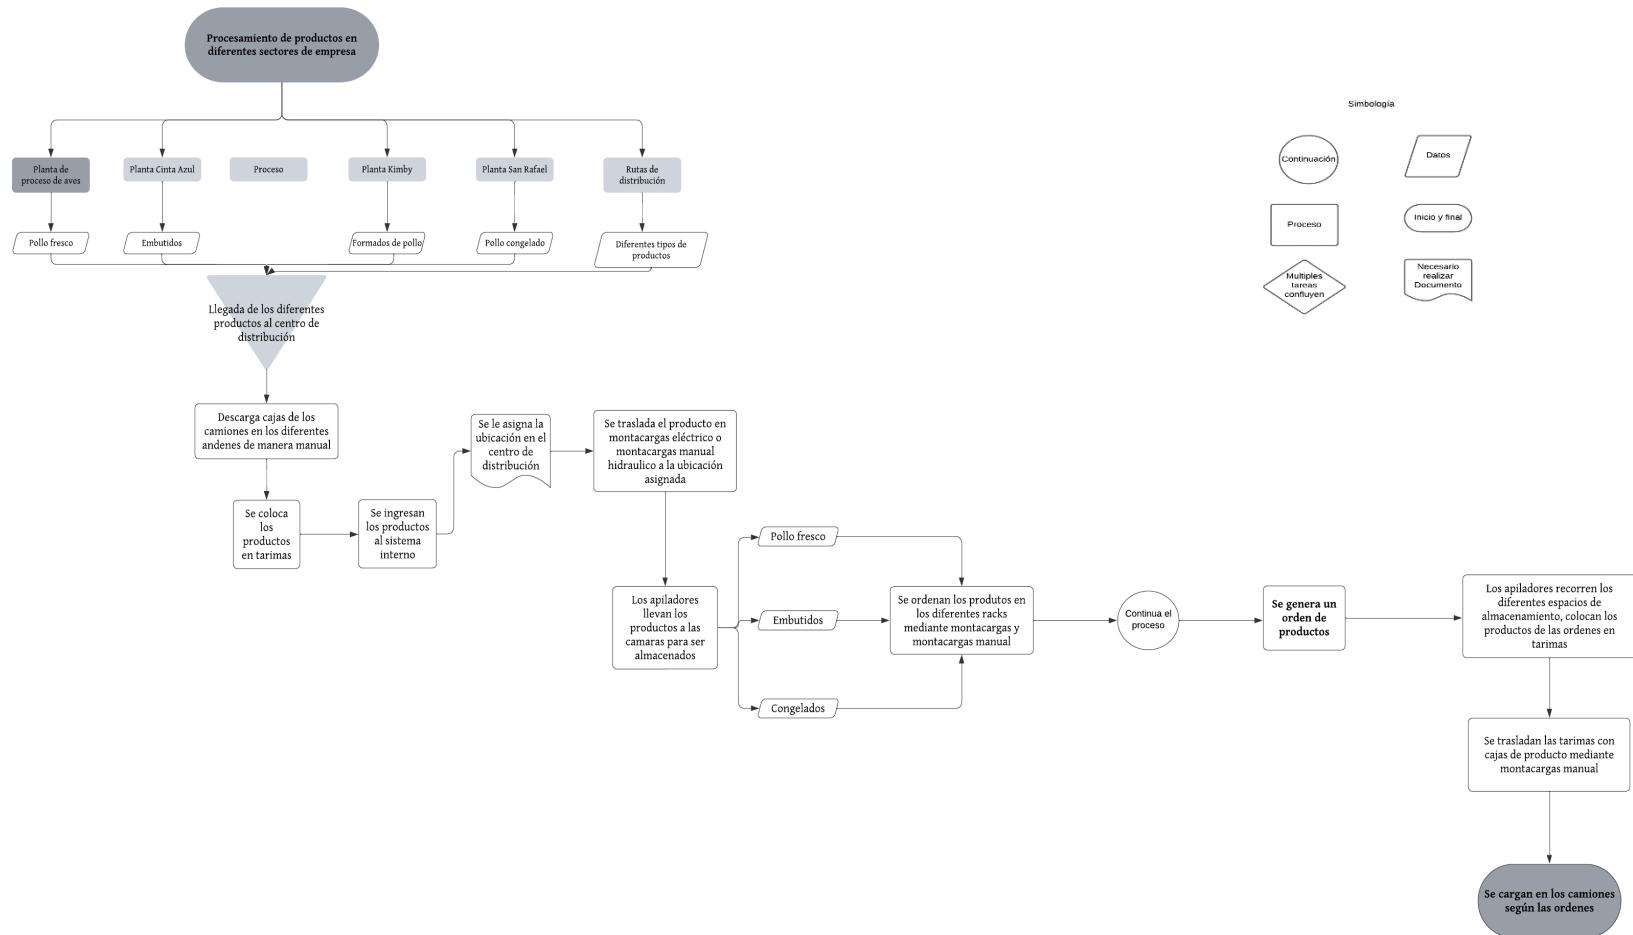 Procesamiento de productos en
diferentes sectores de empresa
Simbología
Continuación
Datos
Proceso
Inicio y final
Multiples
tareas
confluyen
Necesario
realizar
Documento
Planta de
proceso de aves
Planta Cinta Azul
Proceso
Planta Kimby
Planta San Rafael
Rutas de
distribución
Pollo fresco
Embutidos
Formados de pollo
Pollo congelado
Diferentes tipos de
productos
Llegada de los diferentes
productos al centro de
distribución
Descarga cajas de los
camiones en los diferentes
andenes de manera manual
Se coloca
los
productos
en tarimas
Se ingresan
los productos
al sistema
interno
Se le asigna la
ubicación en el
centro de
distribución
Se traslada el producto en
montacargas eléctrico o
montacargas manual
hidraulico a la ubicación
asignada
Los apiladores
llevan los
productos a las
camaras para ser
almacenados
Pollo fresco
Embutidos
Congelados
Se ordenan los produtos en
los diferentes racks
mediante montacargas y
montacargas manual
Continua el
proceso
Se genera un
orden de
productos
Los apiladores recorren los
diferentes espacios de
almacenamiento, colocan los
productos de las ordenes en
tarimas
Se trasladan las tarimas con
cajas de producto mediante
montacargas manual
Se cargan en los camiones
según las ordenes